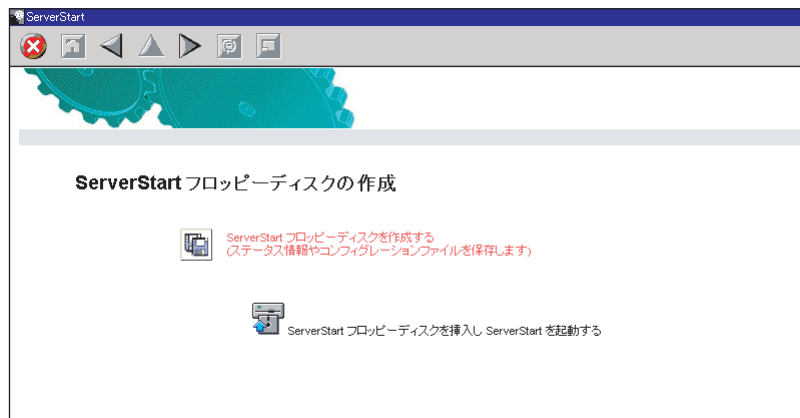 ServerStart
ServerStart フロッピーディスクの作成
ServerStart フロッピーディスクを作成する
(ステータス情報やコンフィグレーションファイルを保存します)
ServerStart フロッピーディスクを挿入し ServerStart を起動する